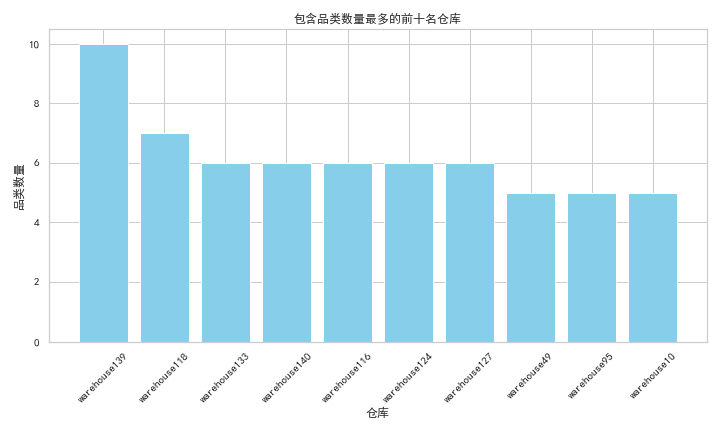 包含品类数量最多的前十名仓库
品类数量
10
8
6
4
2
0
warehouse139
warehouse118
warehouse133
warehouse140
warehouse116
warehouse124
warehouse127
warehouse49
warehouse95
warehouse10
仓库